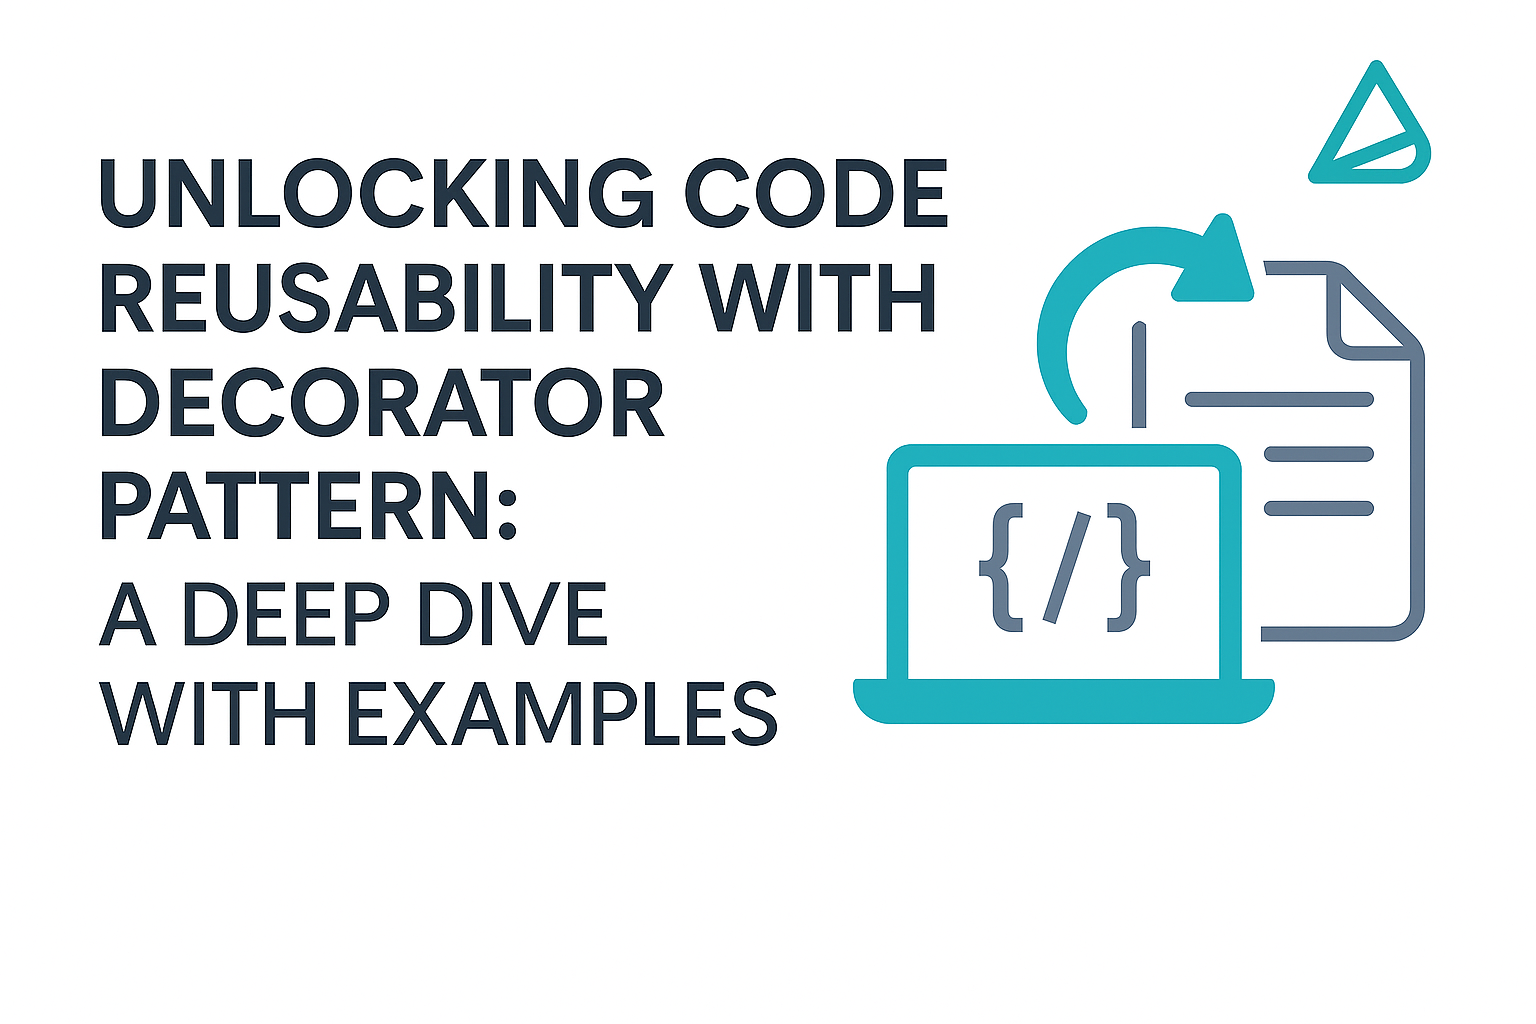 UNLOCKING CODE
REUSABILITY WITH
DECORATOR
PATTERN:
A DEEP DIVE
WITH EXAMPLES
{/}